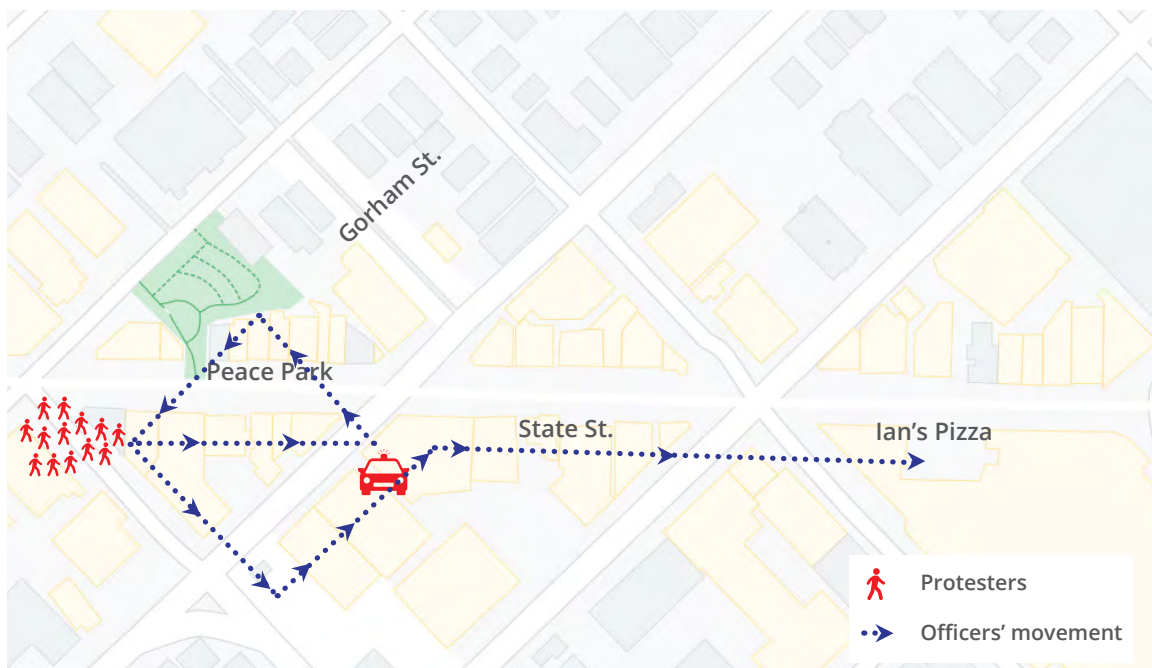 Gorham St.
Peace Park
State St.
Ian's Pizza
Protesters
Officers' movement